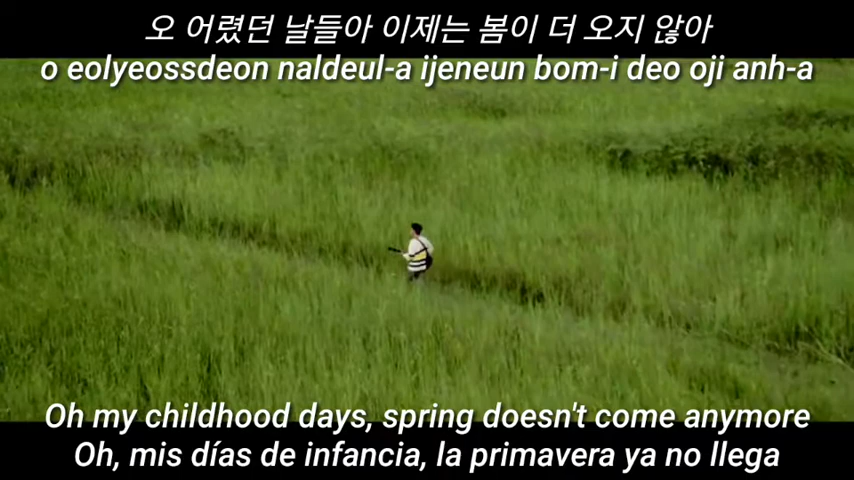 오 어렸던 날들아 이제는 봄이 더 오지 않아
o eolyeossdeon naldeul-a ijeneun bom-i deo oji anh-a
Oh my childhood days, spring doesn't come anymore
Oh, mis días de infancia, la primavera ya no llega